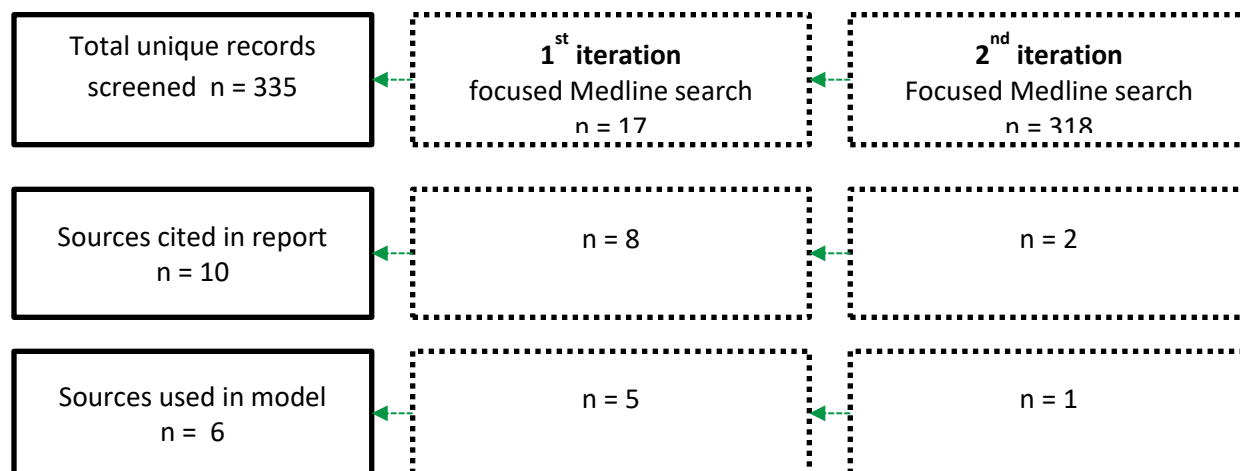 Total unique records
screened n = 335
1st iteration
focused Medline search
n = 17
2nd iteration
Focused Medline search
n = 318
Sources cited in report
n = 10
n = 8
n = 2
Sources used in model
n = 6
n = 5
n = 1